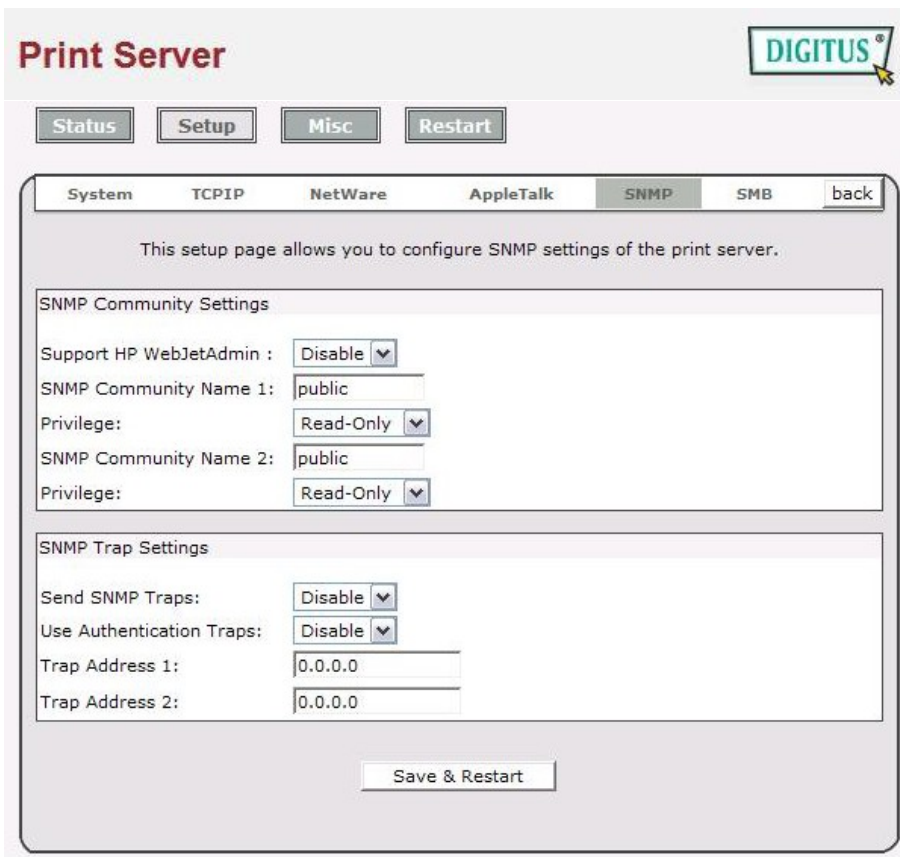 Print Server
DIGITUS®
Status Setup Misc Restart
System TCPIP NetWare AppleTalk SNMP SMB back
This setup page allows you to configure SNMP settings of the print server.
SNMP Community Settings
Support HP WebJetAdmin : Disable
SNMP Community Name 1: public
Privilege: Read-Only
SNMP Community Name 2: public
Privilege: Read-Only
SNMP Trap Settings
Send SNMP Traps: Disable
Use Authentication Traps: Disable
Trap Address 1: 0.0.0.0
Trap Address 2: 0.0.0.0
Save & Restart